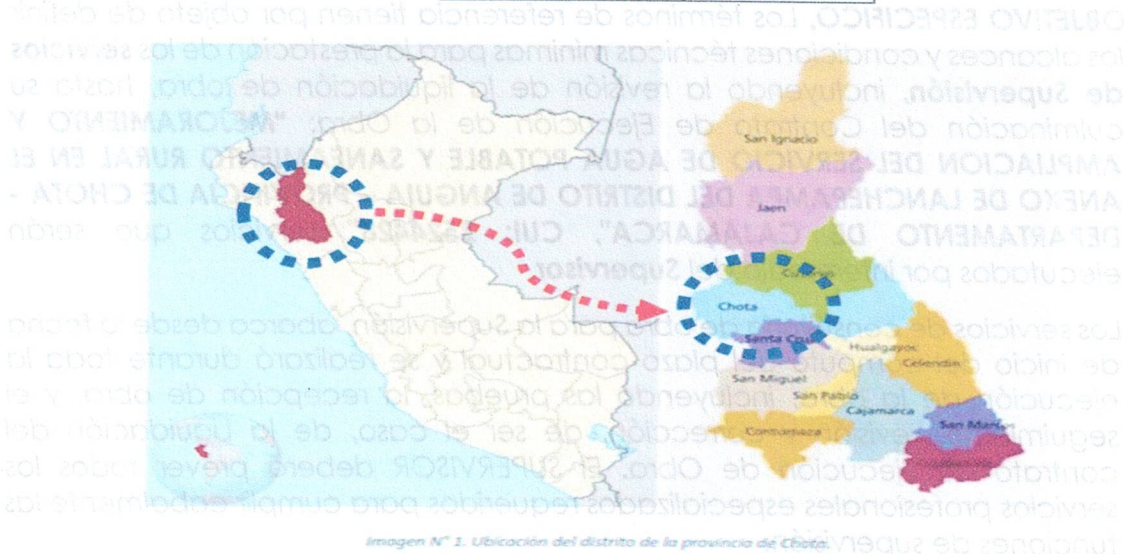 OBJETIVO ESPECIFICO, Los términos de referencia tienen por objeto de definir
los alcances y condiciones técnicas mínimas para la prestación de los servicios
de Supervisión, incluyendo la revisión de la liquidación de obra, hasta su
culminación del Contrato de Ejecución de la Obra: "MEJORAMIENTO Y
AMPLIACION DEL SERVICIO DE AGUA POTABLE Y SANEAMIENTO RURAL EN EL
ANEXO DE LANCHEPAMPA DEL DISTRITO DE ANGUIA - PROVINCIA DE CHOTA -
DEPARTAMENTO DE CAJAMARCA", CUI: servicios que serán
ejecutados por del Supervisor
Los servicios de obra para la Supervisión, abarca desde la fecha
de inicio del plazo contractual y se realizará durante toda la
ejecución de la incluyendo las pruebas, la recepción de obra y el
de ser el caso, de la Liquidación del
Ejecución de Obra. El SUPERVISOR deberá prever todos los
servicios profesionales especializados requeridos para cumplir las
funciones de supervisión
San Ignacio
Jaen
Cutervo
Chota
Santa Cruz
Hualgayoc
Celendin
San Miguel
San Pablo
Cajamarca
San Marcos
Contumaza
Imagen N° 1. Ubicación del distrito de la provincia de Chota.